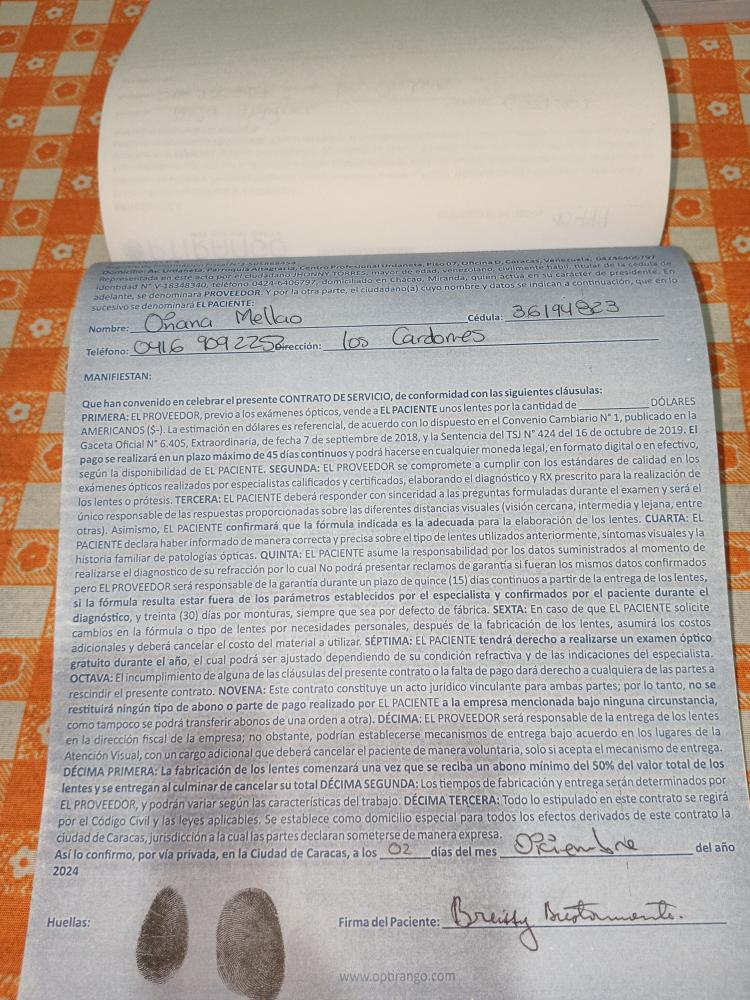 Domicilio: Av. Urdaneta, Parroquia Altagracia, Centro Profesional Urdaneta, Piso 07, Oficina D, Caracas, Venezuela. 04246406797
Representada en este acto por el ciudadano JHONNY TORRES, mayor de edad, venezolano, civilmente hábil, titular de la cédula de
identidad N° V-18348340, teléfono 0424-6406797, domiciliado en Chacao, Miranda, quien actúa en su carácter de presidente. En
adelante, se denominara PROVEEDOR. Y por la otra parte, el ciudadano(a) cuyo nombre y datos se indican a continuación, que en lo
sucesivo se denominará EL PACIENTE:
Nombre: Oriana Mellao Cédula: 36194823
Teléfono: 0416 9092253 Dirección: los Cardones
MANIFIESTAN:
Que han convenido en celebrar el presente CONTRATO DE SERVICIO, de conformidad con las siguientes cláusulas:
PRIMERA: EL PROVEEDOR, previo a los exámenes ópticos, vende a EL PACIENTE unos lentes por la cantidad de __________ DÓLARES
AMERICANOS ($-). La estimación en dólares es referencial, de acuerdo con lo dispuesto en el Convenio Cambiario N° 1, publicado en la
Gaceta Oficial N° 6.405, Extraordinaria, de fecha 7 de septiembre de 2018, y la Sentencia del TSJ N° 424 del 16 de octubre de 2019. El
pago se realizará en un plazo máximo de 45 días continuos y podrá hacerse en cualquier moneda legal, en formato digital o en efectivo,
según la disponibilidad de EL PACIENTE. SEGUNDA: EL PROVEEDOR se compromete a cumplir con los estándares de calidad en los
exámenes ópticos realizados por especialistas calificados y certificados, elaborando el diagnóstico y RX prescrito para la realización de
los lentes o prótesis. TERCERA: EL PACIENTE deberá responder con sinceridad a las preguntas formuladas durante el examen y será el
único responsable de las respuestas proporcionadas sobre las diferentes distancias visuales (visión cercana, intermedia y lejana, entre
otras). Asimismo, EL PACIENTE confirmará que la fórmula indicada es la adecuada para la elaboración de los lentes. CUARTA: EL
PACIENTE declara haber informado de manera correcta y precisa sobre el tipo de lentes utilizados anteriormente, síntomas visuales y la
historia familiar de patologías ópticas. QUINTA: EL PACIENTE asume la responsabilidad por los datos suministrados al momento de
realizarse el diagnostico de su refracción por lo cual No podrá presentar reclamos de garantía si fueran los mismos datos confirmados
pero EL PROVEEDOR será responsable de la garantía durante un plazo de quince (15) días continuos a partir de la entrega de los lentes,
si la fórmula resulta estar fuera de los parámetros establecidos por el especialista y confirmados por el paciente durante el
diagnóstico, y treinta (30) días por monturas, siempre que sea por defecto de fábrica. SEXTA: En caso de que EL PACIENTE solicite
cambios en la fórmula o tipo de lentes por necesidades personales, después de la fabricación de los lentes, asumirá los costos
adicionales y deberá cancelar el costo del material a utilizar. SÉPTIMA: EL PACIENTE tendrá derecho a realizarse un examen óptico
gratuito durante el año, el cual podrá ser ajustado dependiendo de su condición refractiva y de las indicaciones del especialista.
OCTAVA: El incumplimiento de alguna de las cláusulas del presente contrato o la falta de pago dará derecho a cualquiera de las partes a
rescindir el presente contrato. NOVENA: Este contrato constituye un acto jurídico vinculante para ambas partes; por lo tanto, no se
restituirá ningún tipo de abono o parte de pago realizado por EL PACIENTE a la empresa mencionada bajo ninguna circunstancia,
como tampoco se podrá transferir abonos de una orden a otra). DÉCIMA: EL PROVEEDOR será responsable de la entrega de los lentes
en la dirección fiscal de la empresa; no obstante, podrían establecerse mecanismos de entrega bajo acuerdo en los lugares de la
Atención Visual, con un cargo adicional que deberá cancelar el paciente de manera voluntaria, solo si acepta el mecanismo de entrega.
DÉCIMA PRIMERA: La fabricación de los lentes comenzará una vez que se reciba un abono mínimo del 50% del valor total de los
lentes y se entregan al culminar de cancelar su total DÉCIMA SEGUNDA: Los tiempos de fabricación y entrega serán determinados por
EL PROVEEDOR, y podrán variar según las características del trabajo. DÉCIMA TERCERA: Todo lo estipulado en este contrato se regirá
por el Código Civil y las leyes aplicables. Se establece como domicilio especial para todos los efectos derivados de este contrato la
ciudad de Caracas, jurisdicción a la cual las partes declaran someterse de manera expresa.
Así lo confirmo, por vía privada, en la Ciudad de Caracas, a los 02 días del mes Diciembre del año
2024
Huellas: Firma del Paciente: Breissy
www.optirango.com